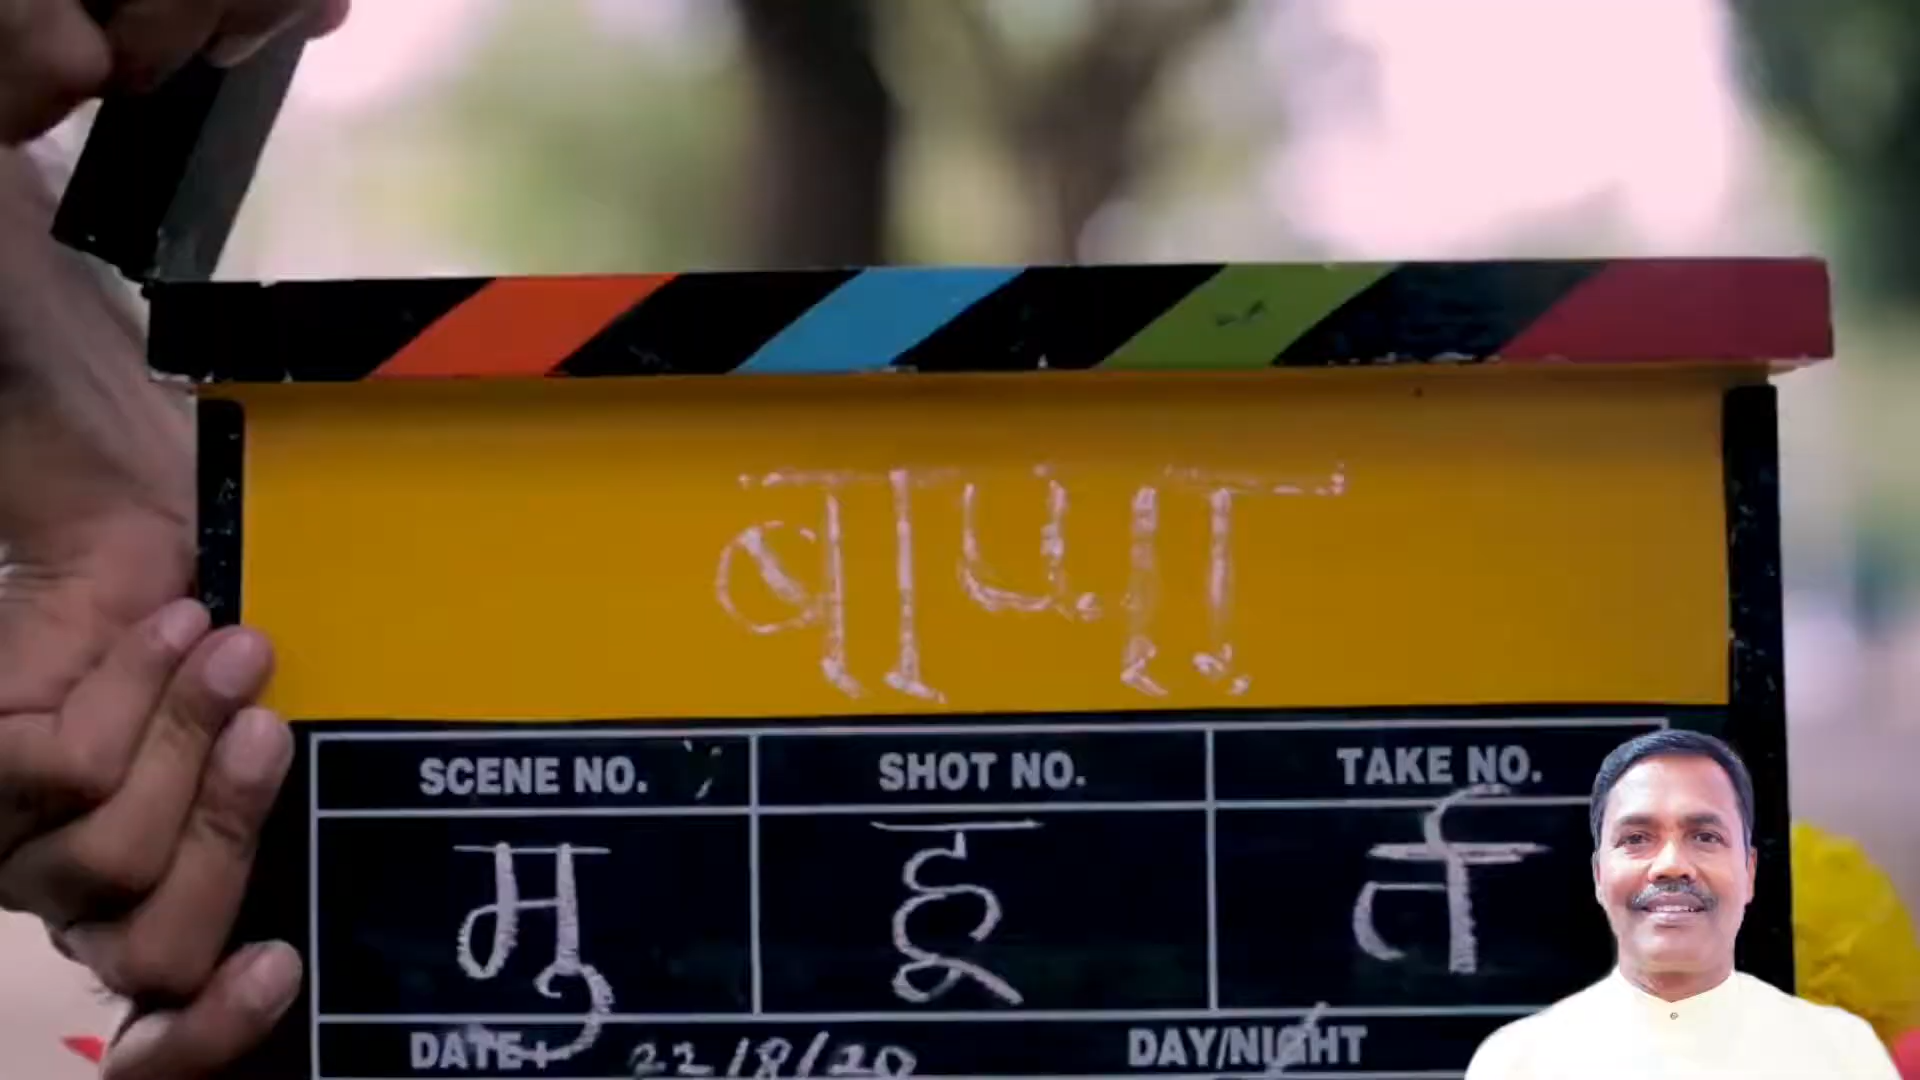 बाप्पा
SCENE NO. SHOT NO. TAKE NO.
मु हू र्त
DATE 22/8/20 DAY/NIGHT